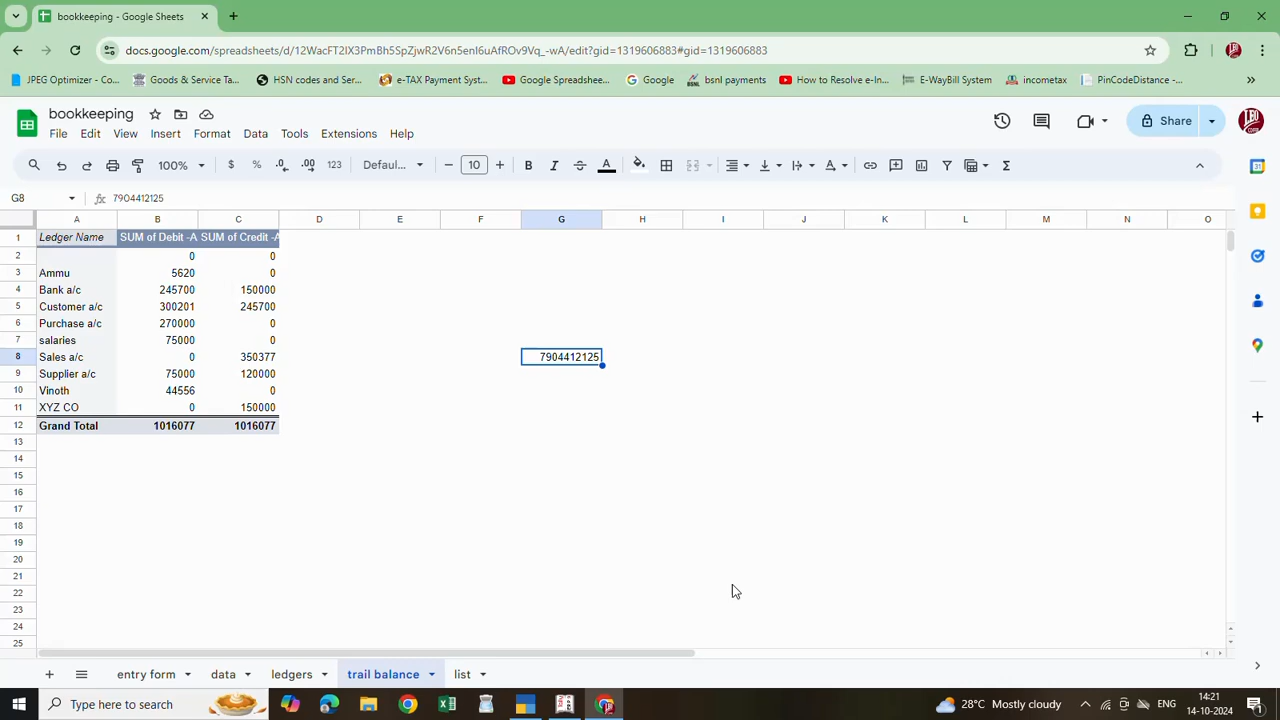 bookkeeping - Google Sheets
docs.google.com/spreadsheets/d/12WacFT2IX3PmBh5SpZjwR2V6n5enI6uAfROv9Vq_-wA/edit?gid=1319606883#gid=1319606883
JPEG Optimizer - Co... Goods & Service Ta... HSN codes and Ser... e-TAX Payment Syst... Google Spreadshee... Google bsnl payments How to Resolve e-In... E-WayBill System incometax PinCodeDistance -...
bookkeeping
File Edit View Insert Format Data Tools Extensions Help
Share
100% $ % .0 .00 123 Defaul... 10 B I A
G8 7904412125
A B C D E F G H I J K L M N O
1 Ledger Name SUM of Debit -A SUM of Credit -A
2 0 0
3 Ammu 5620 0
4 Bank a/c 245700 150000
5 Customer a/c 300201 245700
6 Purchase a/c 270000 0
7 salaries 75000 0
8 Sales a/c 0 350377 7904412125
9 Supplier a/c 75000 120000
10 Vinoth 44556 0
11 XYZ CO 0 150000
12 Grand Total 1016077 1016077
13
14
15
16
17
18
19
20
21
22
23
24
25
entry form data ledgers trail balance list
Type here to search 28°C Mostly cloudy ENG 14:21
14-10-2024